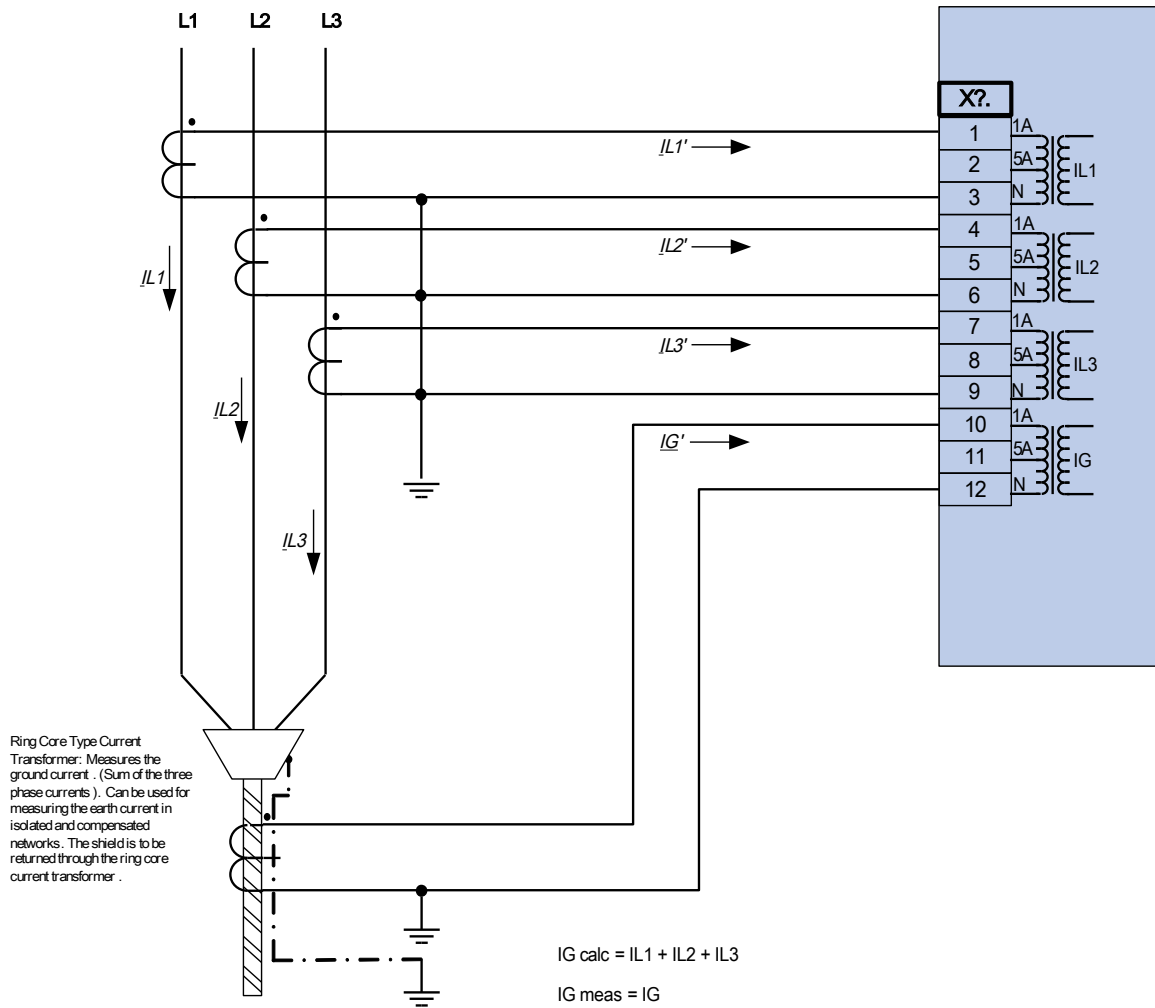 L1 L2 L3
X?.
1 1A
2 5A IL1
3 N
4 1A
5 5A IL2
6 N
7 1A
8 5A IL3
9 N
10 1A
11 5A IG
12 N
IL1'
IL2'
IL3'
IG'
IL1
IL2
IL3
Ring Core Type Current
Transformer: Measures the
ground current . (Sum of the three
phase currents ). Can be used for
measuring the earth current in
isolated and compensated
networks. The shield is to be
returned through the ring core
current transformer .
IG calc = IL1 + IL2 + IL3
IG meas = IG